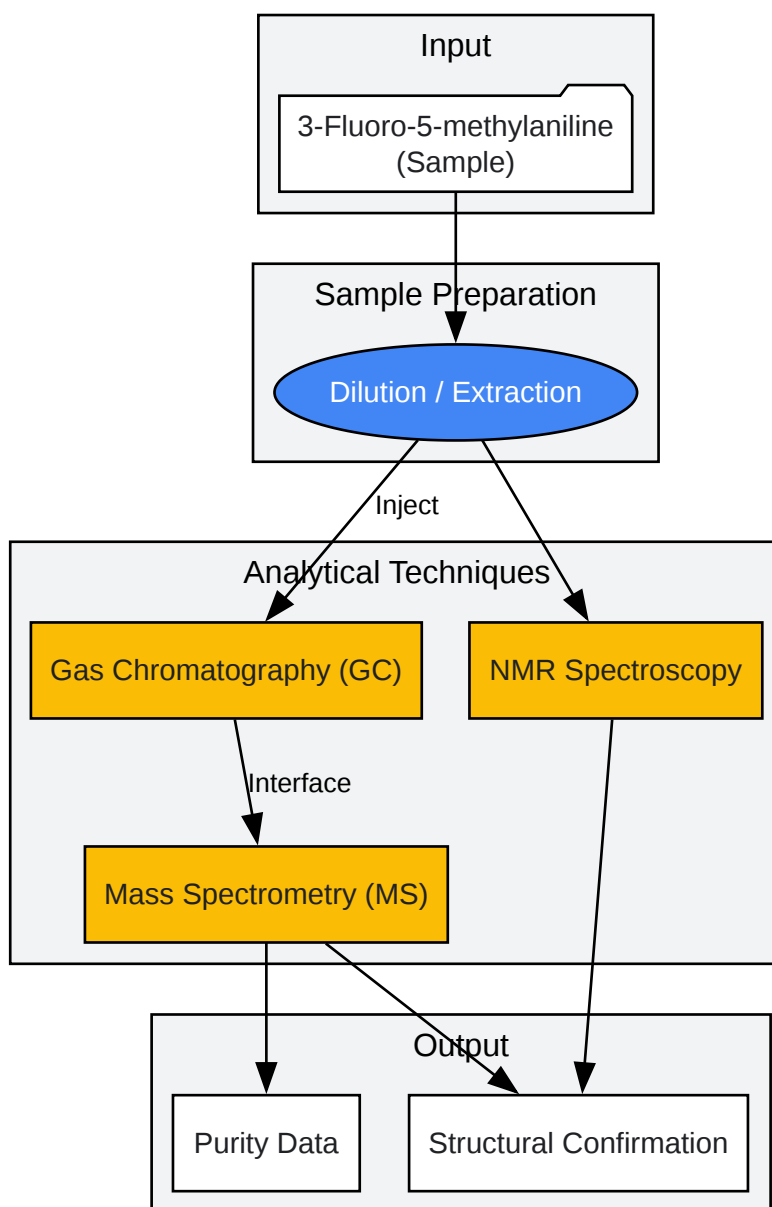 Input
3-Fluoro-5-methylaniline
(Sample)
Sample Preparation
Dilution / Extraction
Inject
Analytical Techniques
Gas Chromatography (GC)
NMR Spectroscopy
Interface
Mass Spectrometry (MS)
Output
Purity Data
Structural Confirmation